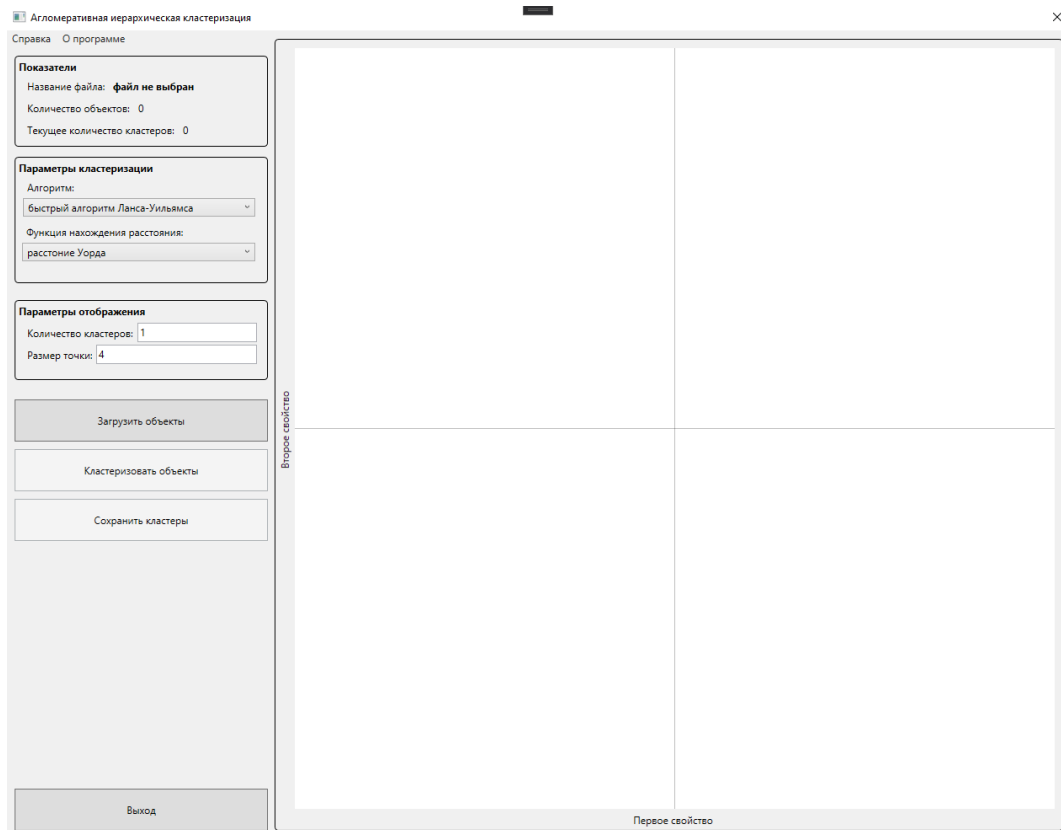 Агломеративная иерархическая кластеризация
Справка О программе
Показатели
Название файла: файл не выбран
Количество объектов: 0
Текущее количество кластеров: 0
Параметры кластеризации
Алгоритм:
быстрый алгоритм Ланса-Уильямса
Функция нахождения расстояния:
расстоние Уорда
Параметры отображения
Количество кластеров: 1
Размер точки: 4
Загрузить объекты
Кластеризовать объекты
Сохранить кластеры
Выход
Второе свойство
Первое свойство